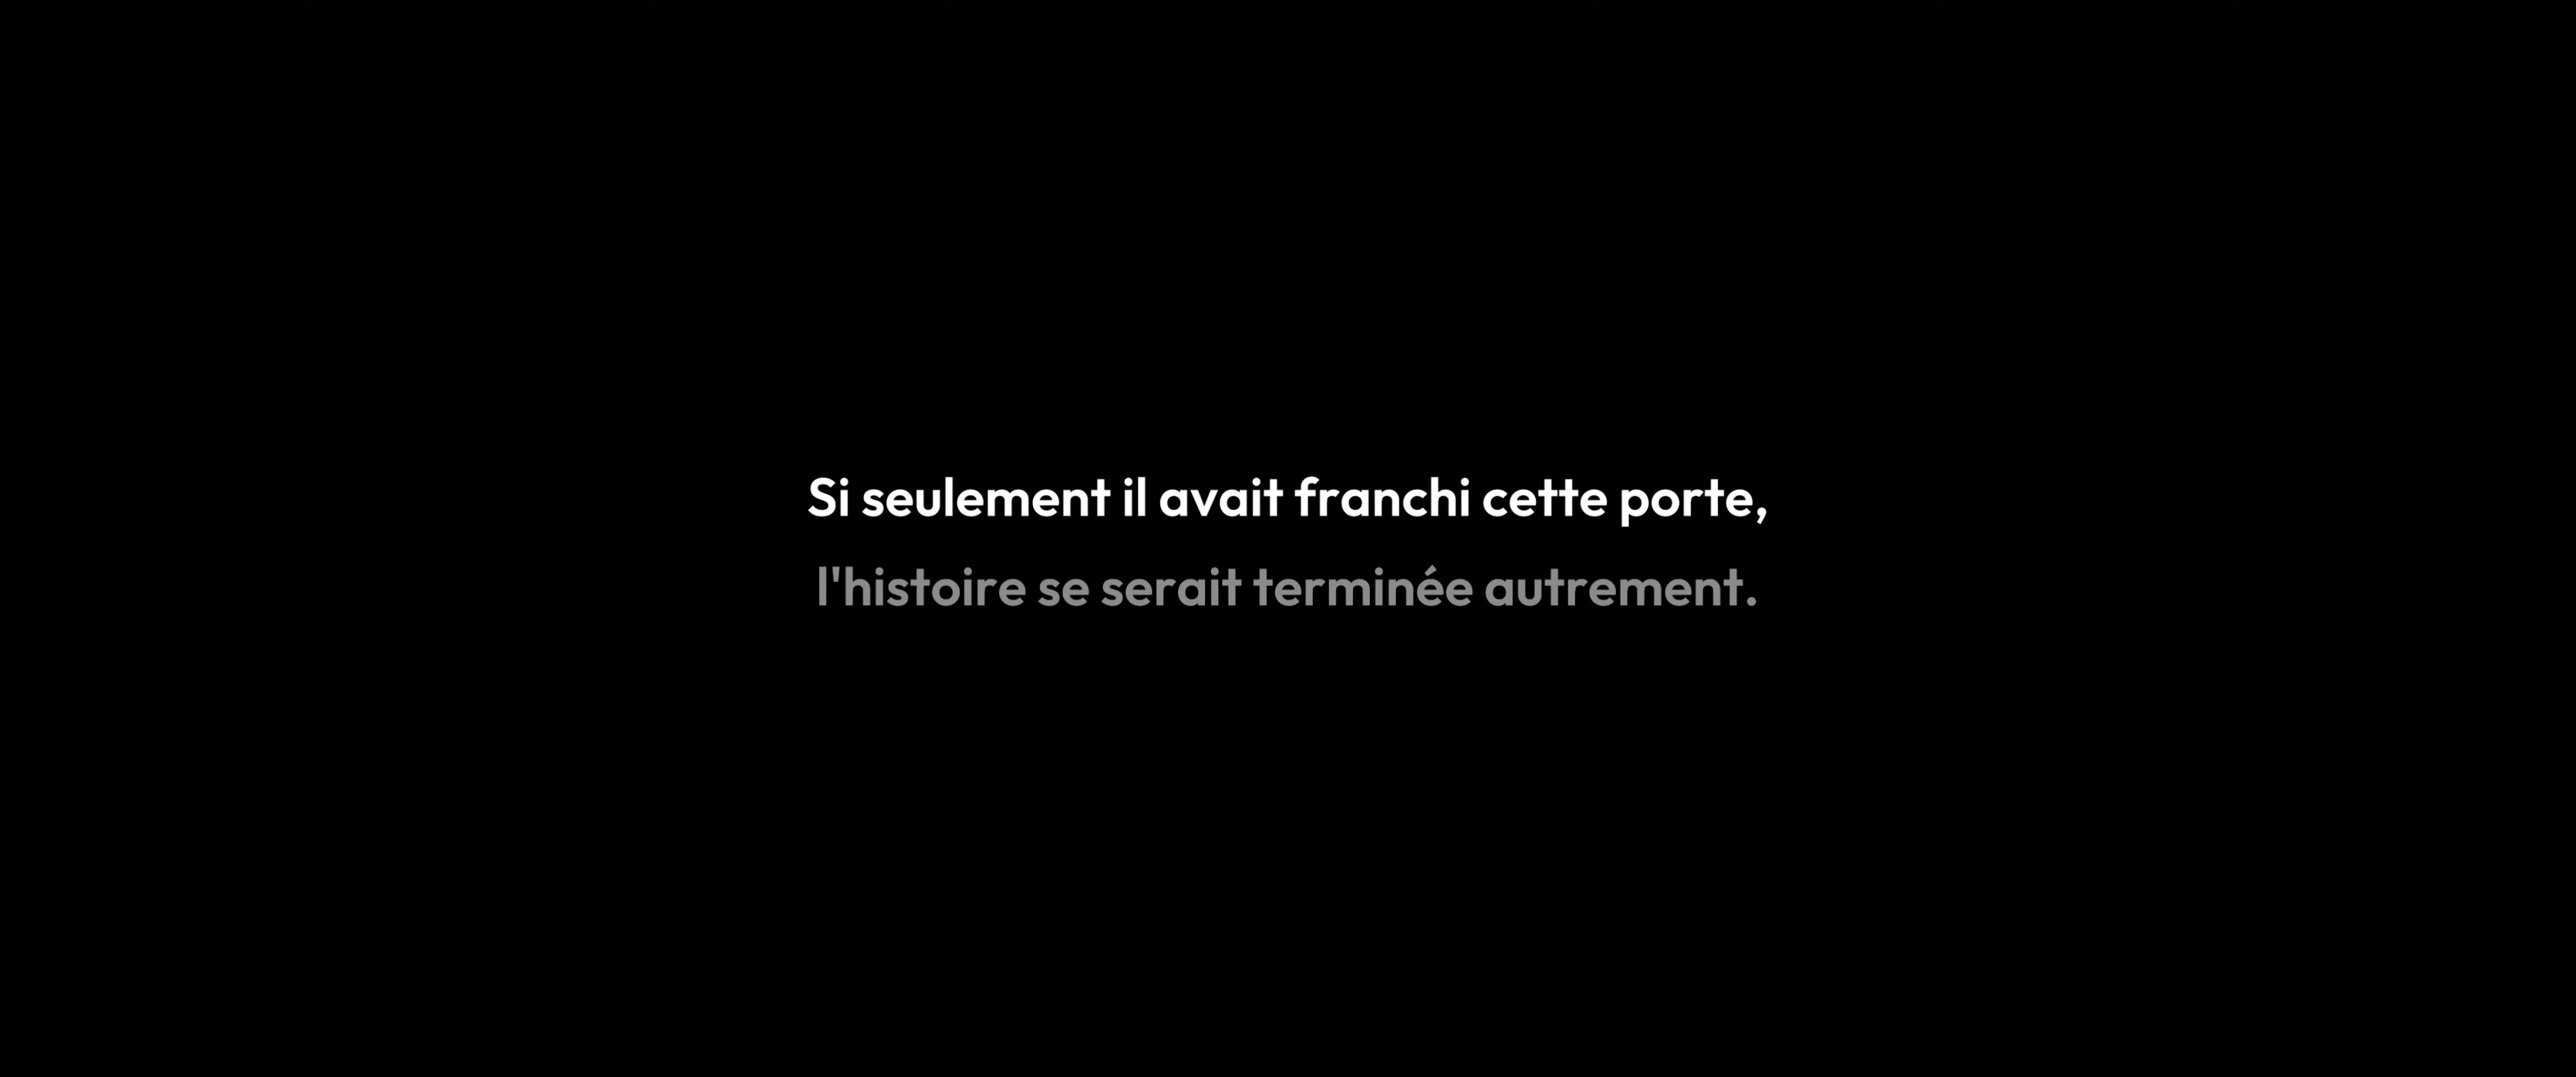 Si seulement il avait franchi cette porte,
l'histoire se serait terminée autrement.